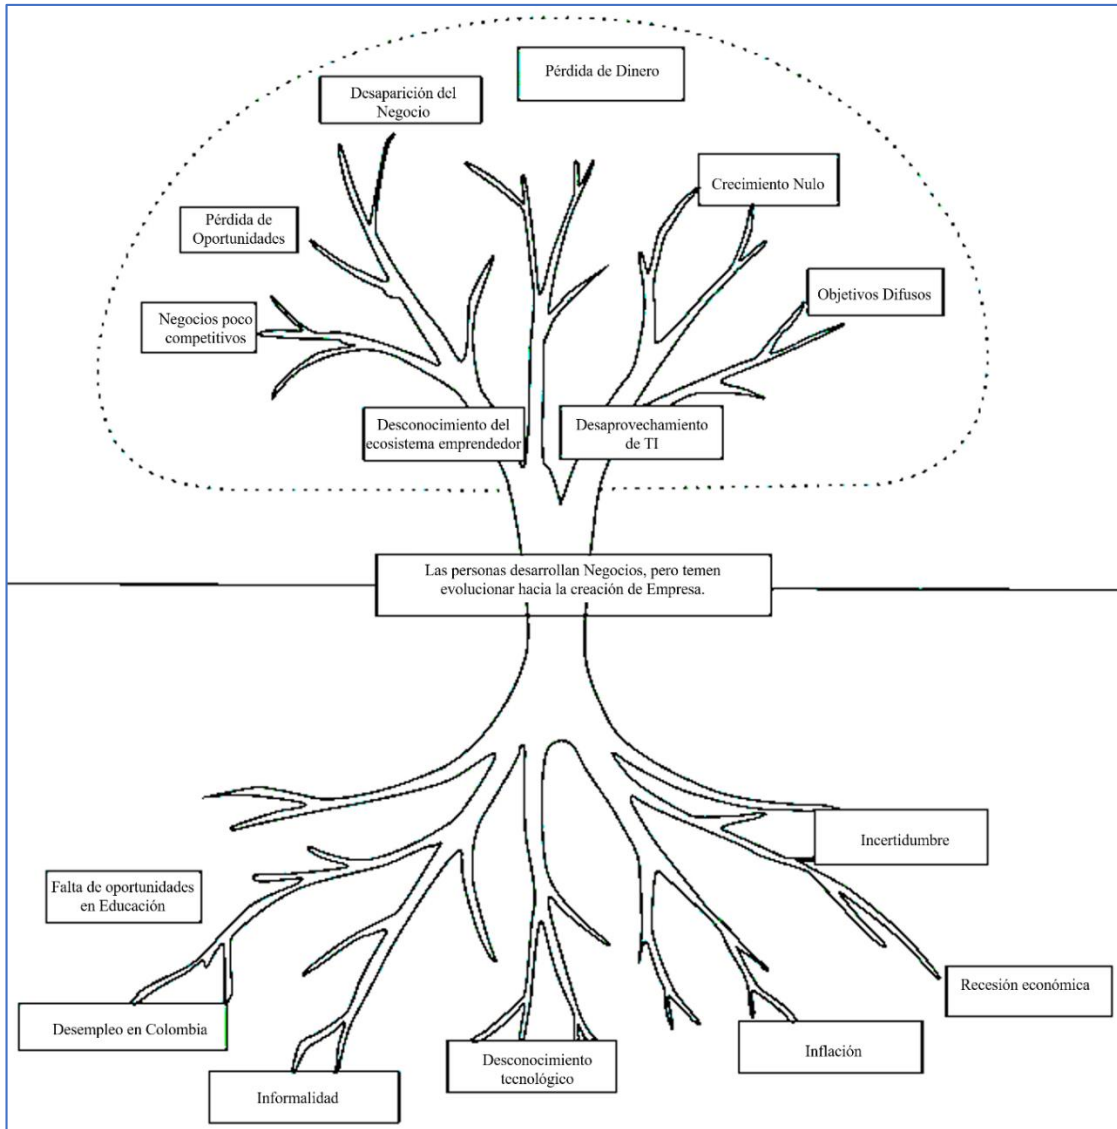 Pérdida de Dinero
Desaparición del
Negocio
Crecimiento Nulo
Pérdida de
Oportunidades
Objetivos Difusos
Negocios poco
competitivos
Desconocimiento del
ecosistema emprendedor
Desaprovechamiento
de TI
Las personas desarrollan Negocios, pero temen
evolucionar hacia la creación de Empresa.
Incertidumbre
Falta de oportunidades
en Educación
Recesión económica
Desempleo en Colombia
Inflación
Desconocimiento
tecnológico
Informalidad